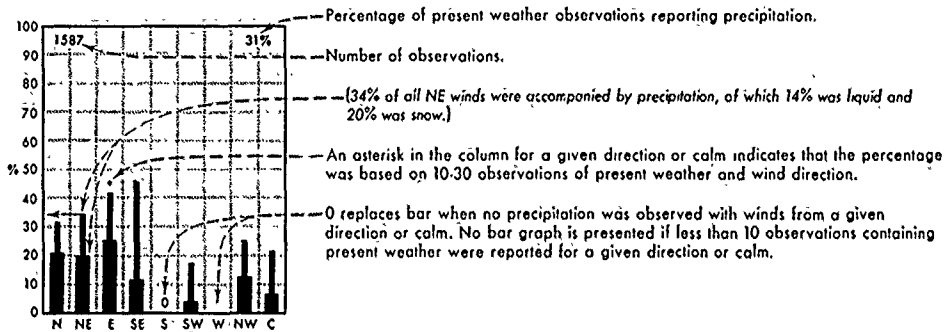 Percentage of present weather observations reporting precipitation.
100
1587 31%
90
Number of observations.
80
(34% of all NE winds were accompanied by precipitation, of which 14% was liquid and
20% was snow.)
70
60
An asterisk in the column for a given direction or calm indicates that the percentage
was based on 10-30 observations of present weather and wind direction.
% 50
*
40
0 replaces bar when no precipitation was observed with winds from a given
direction or calm. No bar graph is presented if less than 10 observations containing
present weather were reported for a given direction or calm.
30
20
10
0
0
N NE E SE S SW W NW C